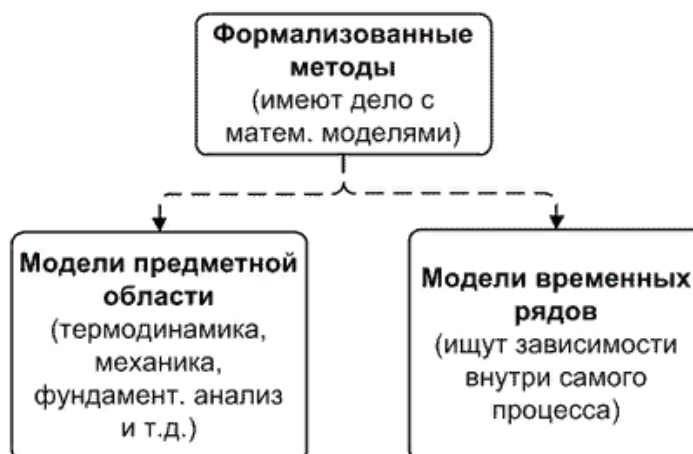 Формализованные
методы
(имеют дело с
матем. моделями)
Модели предметной
области
(термодинамика,
механика,
фундамент. анализ
и т.д.)
Модели временных
рядов
(ищут зависимости
внутри самого
процесса)